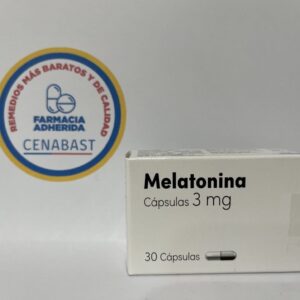 REMEDIOS MÁS BARATOS Y DE CALIDAD
FARMACIA
ADHERIDA
CENABAST
Melatonina
Cápsulas 3 mg
30 Cápsulas